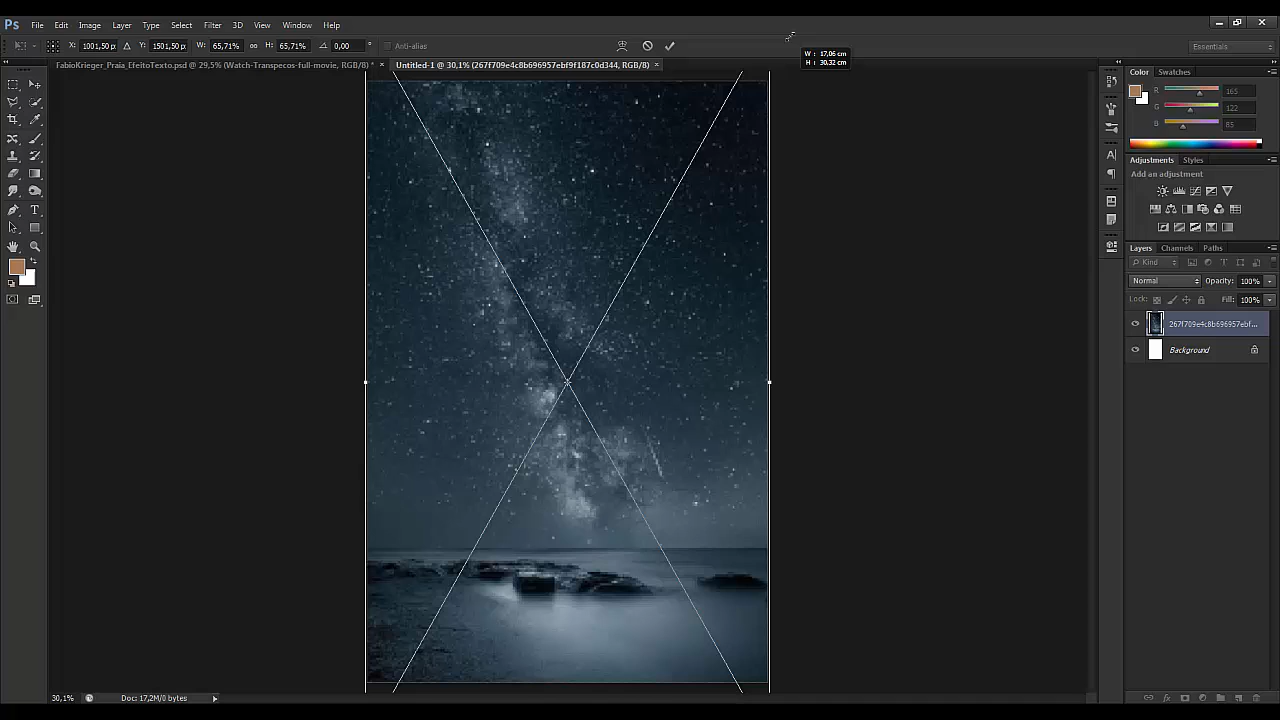 Ps File Edit Image Layer Type Select Filter 3D View Window Help
X: 1001,50 p Y: 1501,50 p W: 65,71% H: 65,71% 0,00 ° Anti-alias Essentials
W : 17,06 cm
H : 30,32 cm
FabioKrieger_Praia_EfeitoTexto.psd @ 29,5% (Watch-Transpecos-full-movie, RGB/8) * × Untitled-1 @ 30,1% (267f709e4c8b696957ebf9f187c0d344, RGB/8) ×
Color Swatches
R 165
G 122
B 85
Adjustments Styles
Add an adjustment
Layers Channels Paths
Kind
Normal Opacity: 100%
Lock: Fill: 100%
267f709e4c8b696957ebf...
Background
30,1% Doc: 17,2M/0 bytes